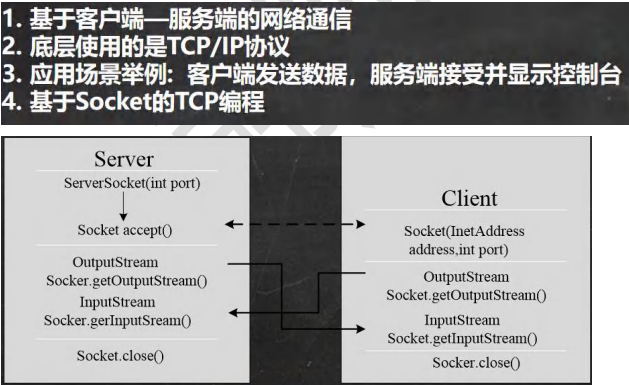 1. 基于客户端—服务端的网络通信
2. 底层使用的是TCP/IP协议
3. 应用场景举例: 客户端发送数据，服务端接受并显示控制台
4. 基于Socket的TCP编程
Server
ServerSocket(int port)
Socket accept()
OutputStream
Socker.getOutputStream()
InputStream
Socker.gerInputSream()
Socket.close()
Client
Socket(InetAddress
address,int port)
OutputStream
Socket.getOutputStream()
InputStream
Socket.getInputStream()
Socker.close()